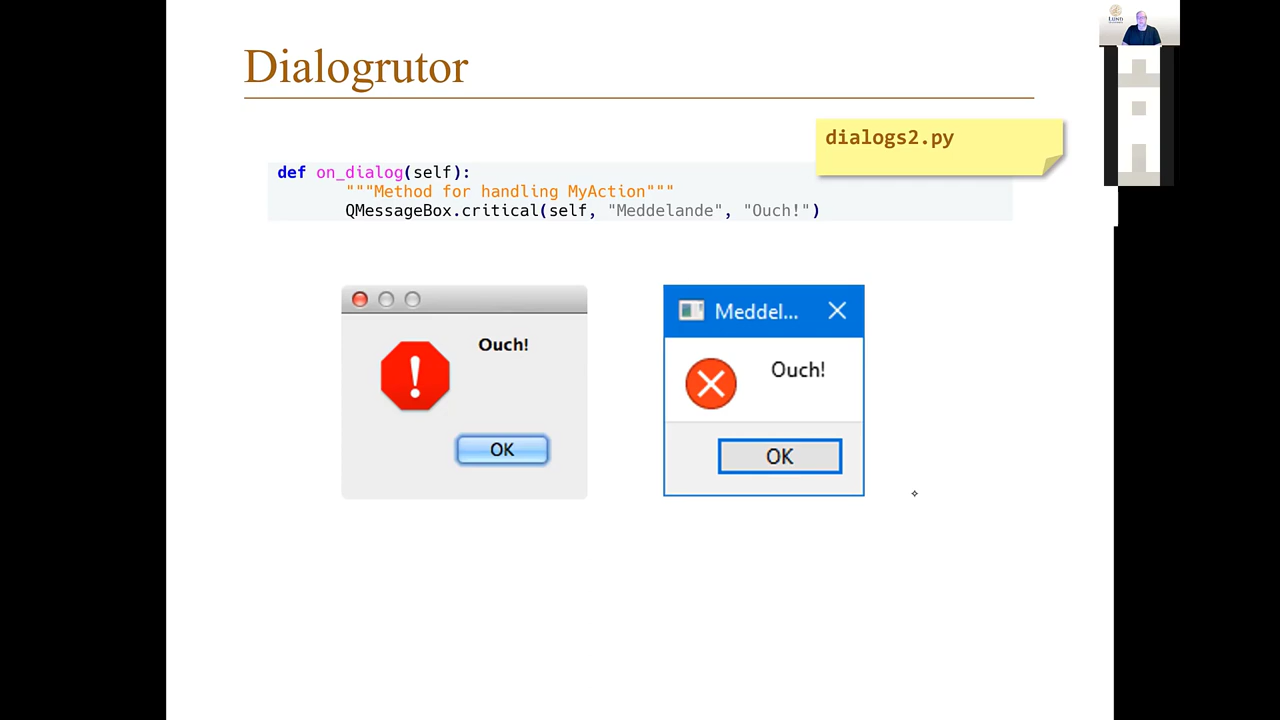 Dialogrutor
dialogs2.py
def on_dialog(self):
"""Method for handling MyAction"""
QMessageBox.critical(self, "Meddelande", "Ouch!")
Ouch!
OK
Meddel...
Ouch!
OK
LUND